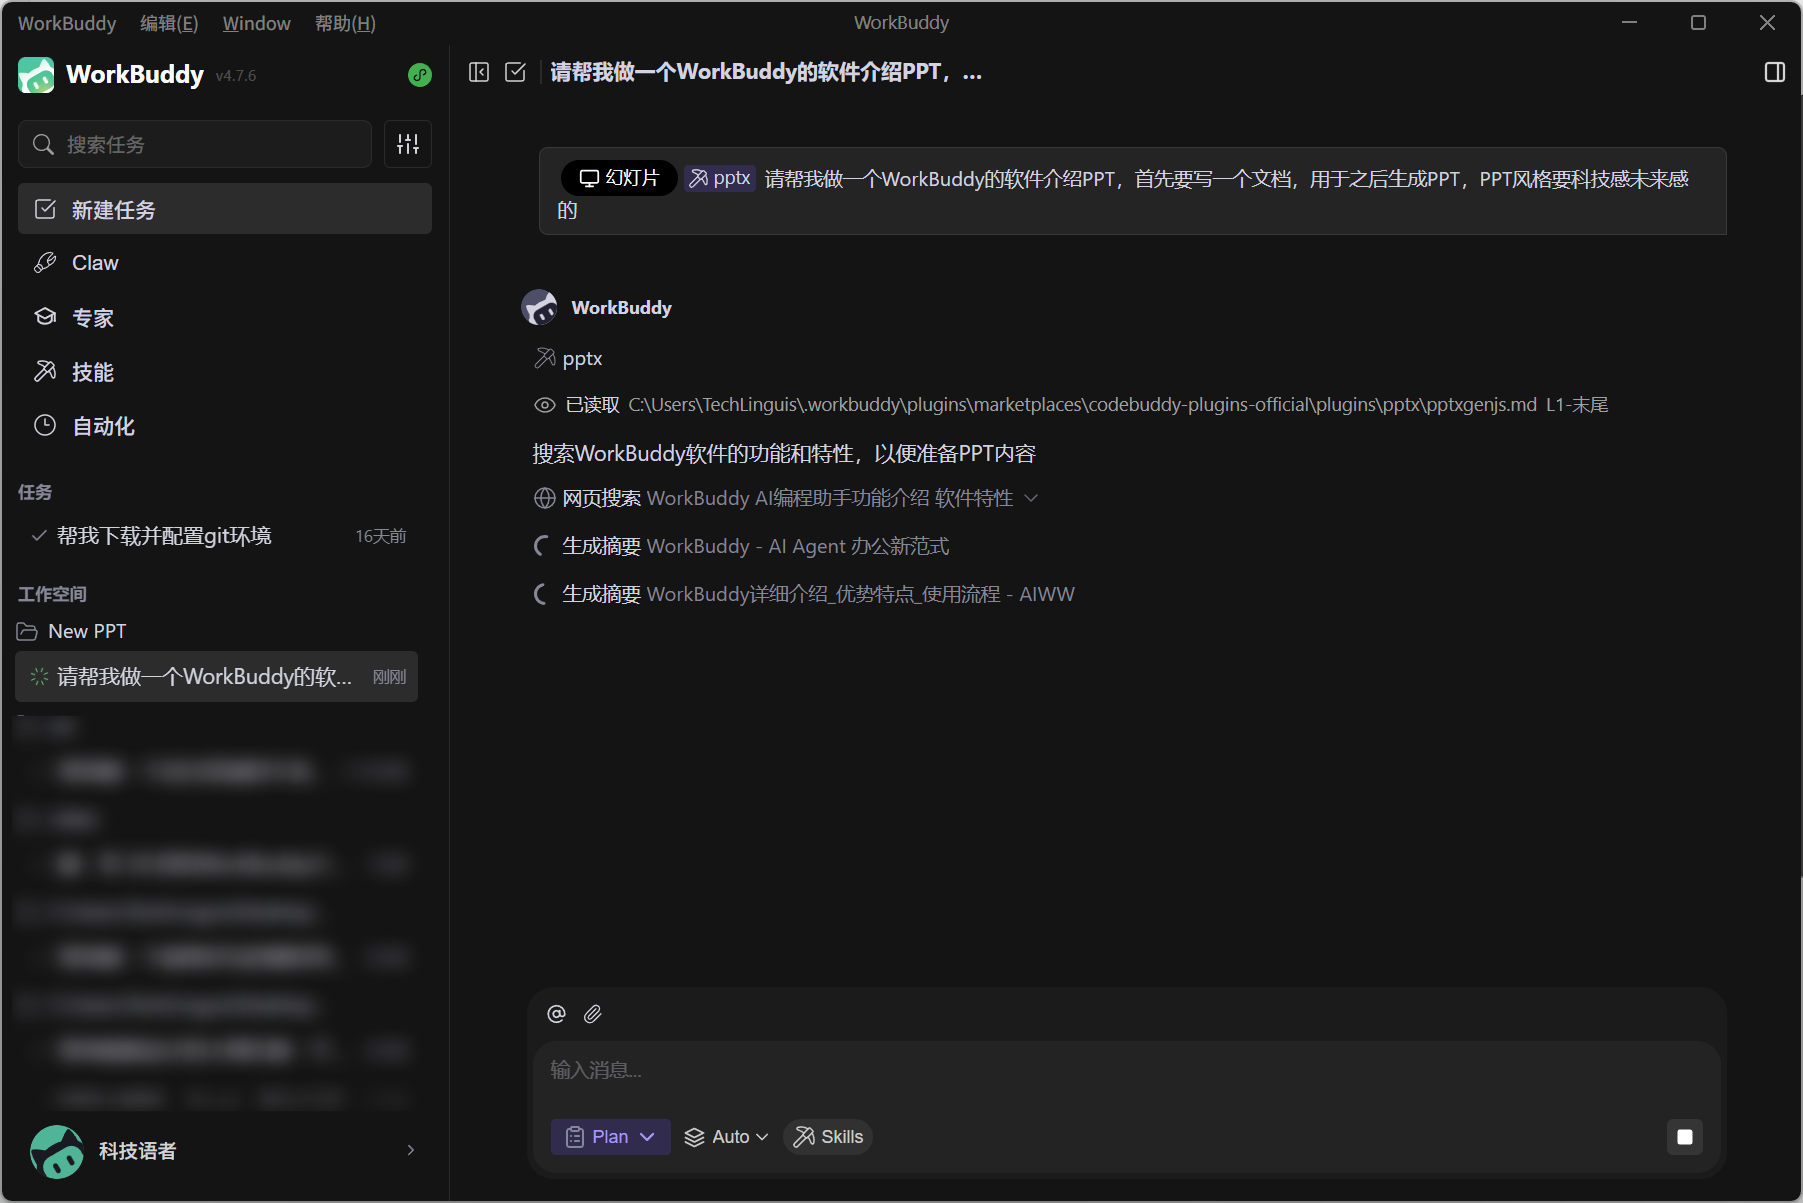 WorkBuddy 编辑(E) Window 帮助(H)
WorkBuddy
WorkBuddy v4.7.6
搜索任务
新建任务
Claw
专家
技能
自动化
任务
帮我下载并配置git环境 16天前
工作空间
New PPT
请帮我做一个WorkBuddy的软... 刚刚
科技语者
请帮我做一个WorkBuddy的软件介绍PPT，...
幻灯片 pptx 请帮我做一个WorkBuddy的软件介绍PPT，首先要写一个文档，用于之后生成PPT，PPT风格要科技感未来感
的
WorkBuddy
pptx
已读取 C:\Users\TechLinguis\.workbuddy\plugins\marketplaces\codebuddy-plugins-official\plugins\pptx\pptxgenjs.md L1-末尾
搜索WorkBuddy软件的功能和特性，以便准备PPT内容
网页搜索 WorkBuddy AI编程助手功能介绍 软件特性
生成摘要 WorkBuddy - AI Agent 办公新范式
生成摘要 WorkBuddy详细介绍_优势特点_使用流程 - AIWW
输入消息...
Plan Auto Skills